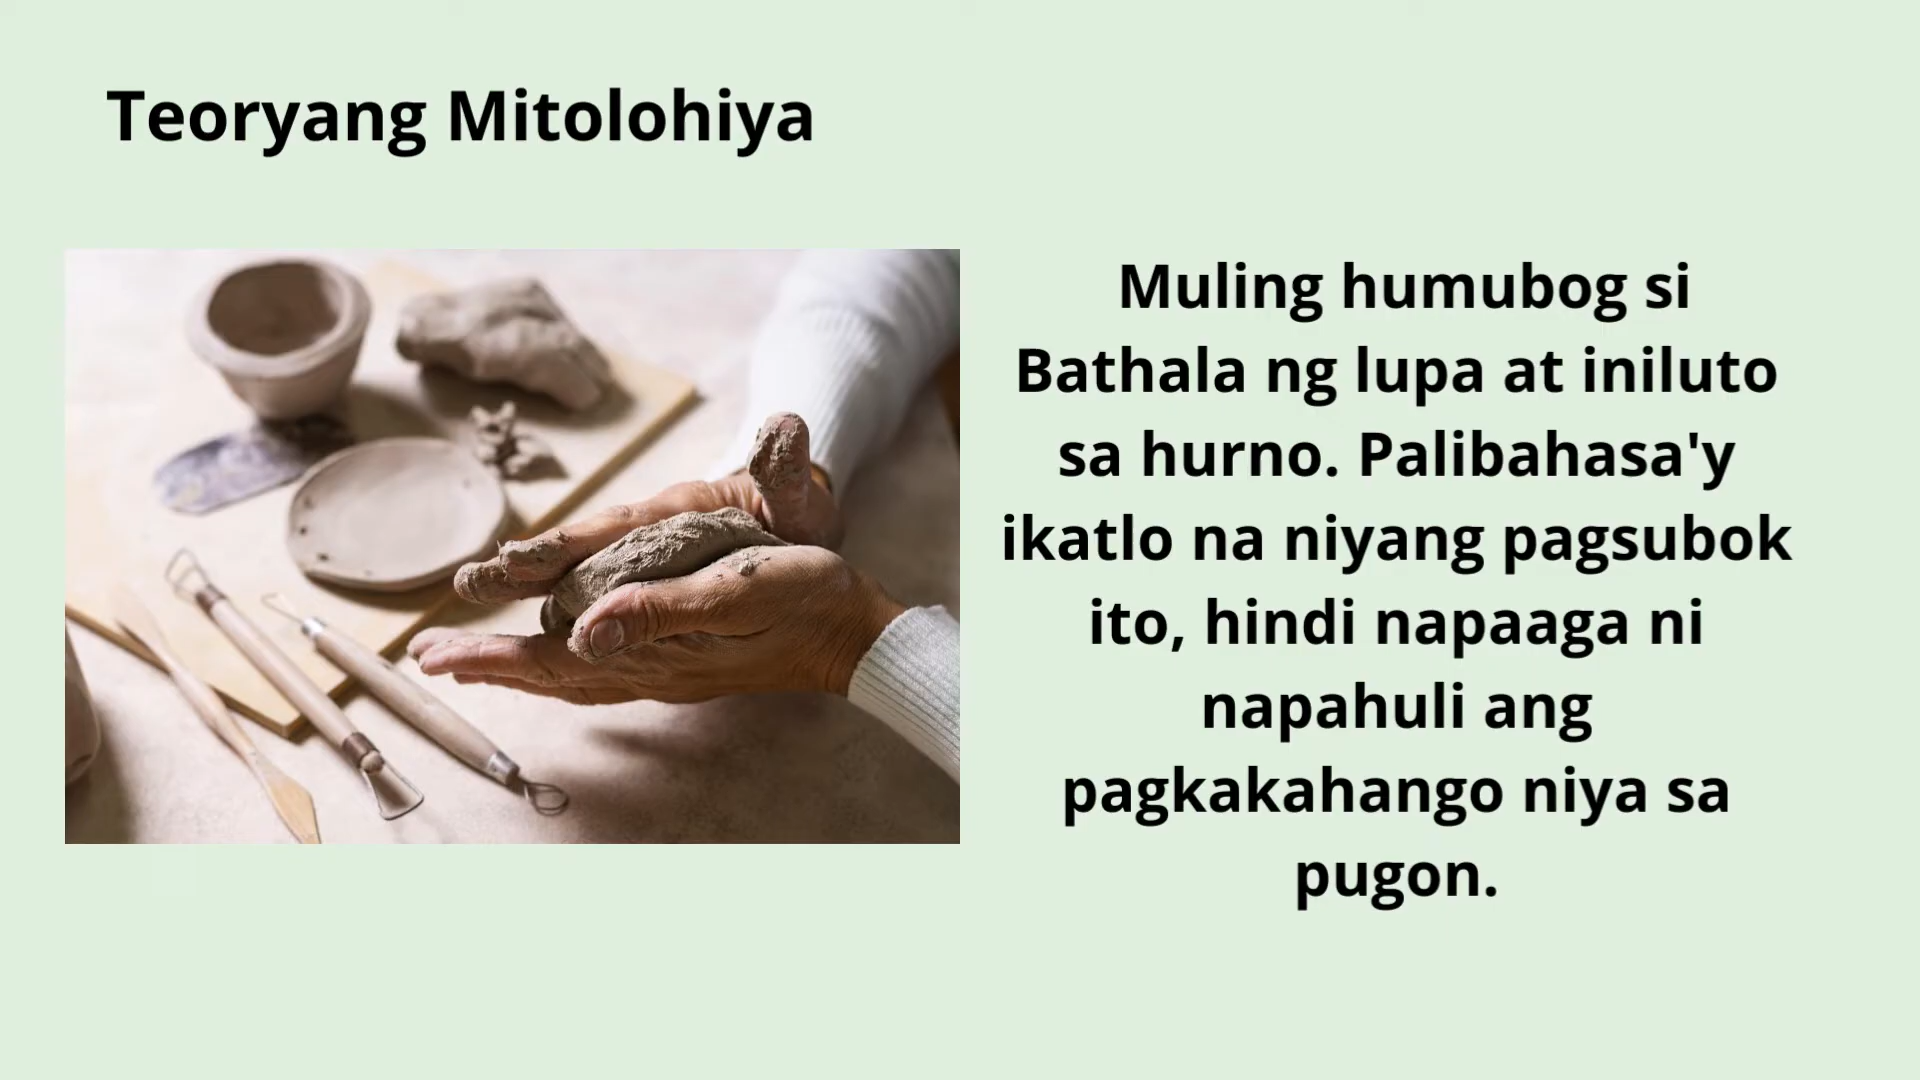 Teoryang Mitolohiya
Muling humubog si
Bathala ng lupa at iniluto
sa hurno. Palibahasa'y
ikatlo na niyang pagsubok
ito, hindi napaaga ni
napahuli ang
pagkakahango niya sa
pugon.